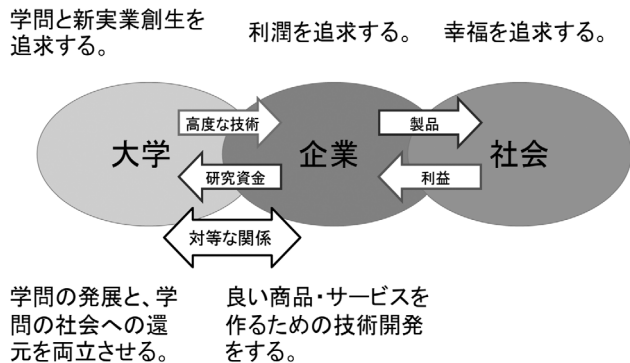 学問と新実業創生を
追求する。
利潤を追求する。
幸福を追求する。
高度な技術
製品
大学
企業
社会
研究資金
利益
対等な関係
学問の発展と、学
問の社会への還
元を両立させる。
良い商品・サービスを
作るための技術開発
をする。